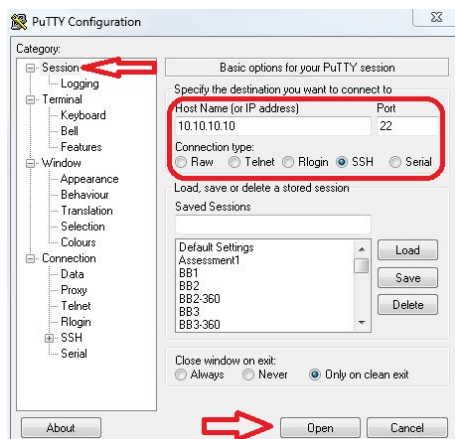 PuTTY Configuration
Category:
Session
Logging
Terminal
Keyboard
Bell
Features
Window
Appearance
Behaviour
Translation
Selection
Colours
Connection
Data
Proxy
Telnet
Rlogin
SSH
Serial
Basic options for your PuTTY session
Specify the destination you want to connect to
Host Name (or IP address) Port
10.10.10.10 22
Connection type:
Raw Telnet Rlogin SSH Serial
Load, save or delete a stored session
Saved Sessions
Default Settings
Assessment1
BB1
BB2
BB2-360
BB3
BB3-360
Load
Save
Delete
Close window on exit:
Always Never Only on clean exit
About Open Cancel